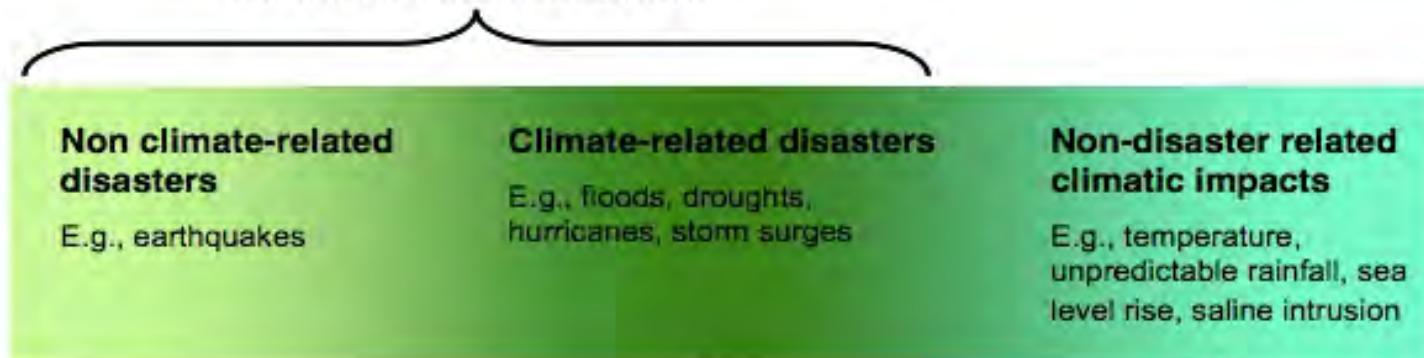 Non climate-related
disasters
E.g., earthquakes
Climate-related disasters
E.g., floods, droughts,
hurricanes, storm surges
Non-disaster related
climatic impacts
E.g., temperature,
unpredictable rainfall, sea
level rise, saline intrusion